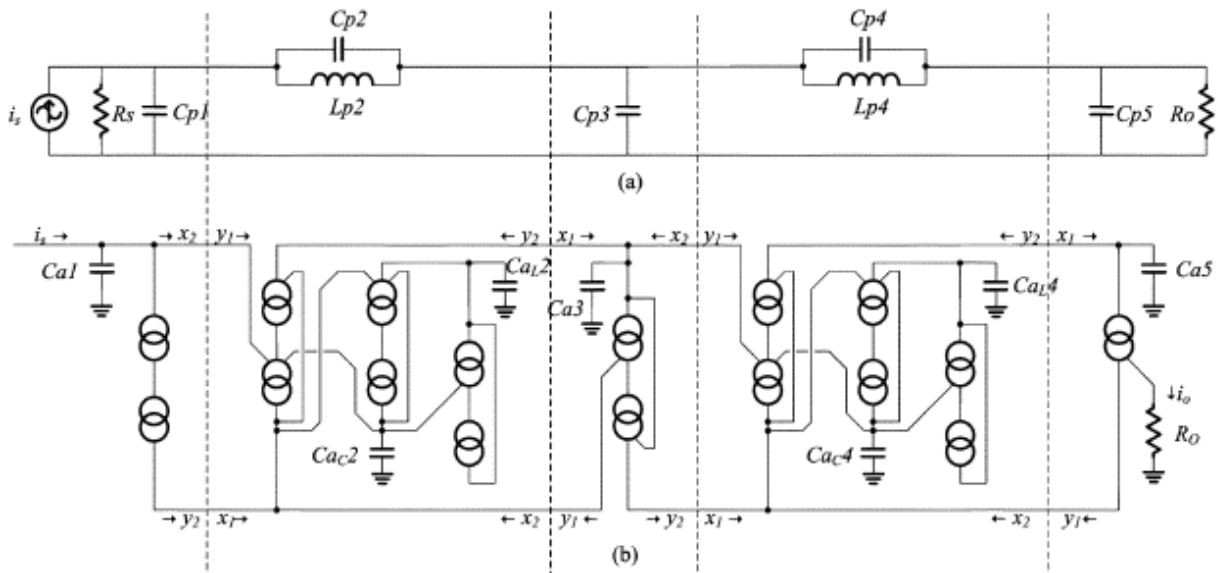 Cp2 Cp4
is Rs Cp1 Lp2 Cp3 Lp4 Cp5 Ro
(a)
is → → x2 y1 → ← y2 x1 → ← x2 y1 → ← y2 x1 →
Ca1 CaL2 Ca3 CaL4 Ca5
↓io
CaC2 CaC4 RO
→ y2 x1 → ← x2 y1 ← → y2 x1 → ← x2 y1 ←
(b)